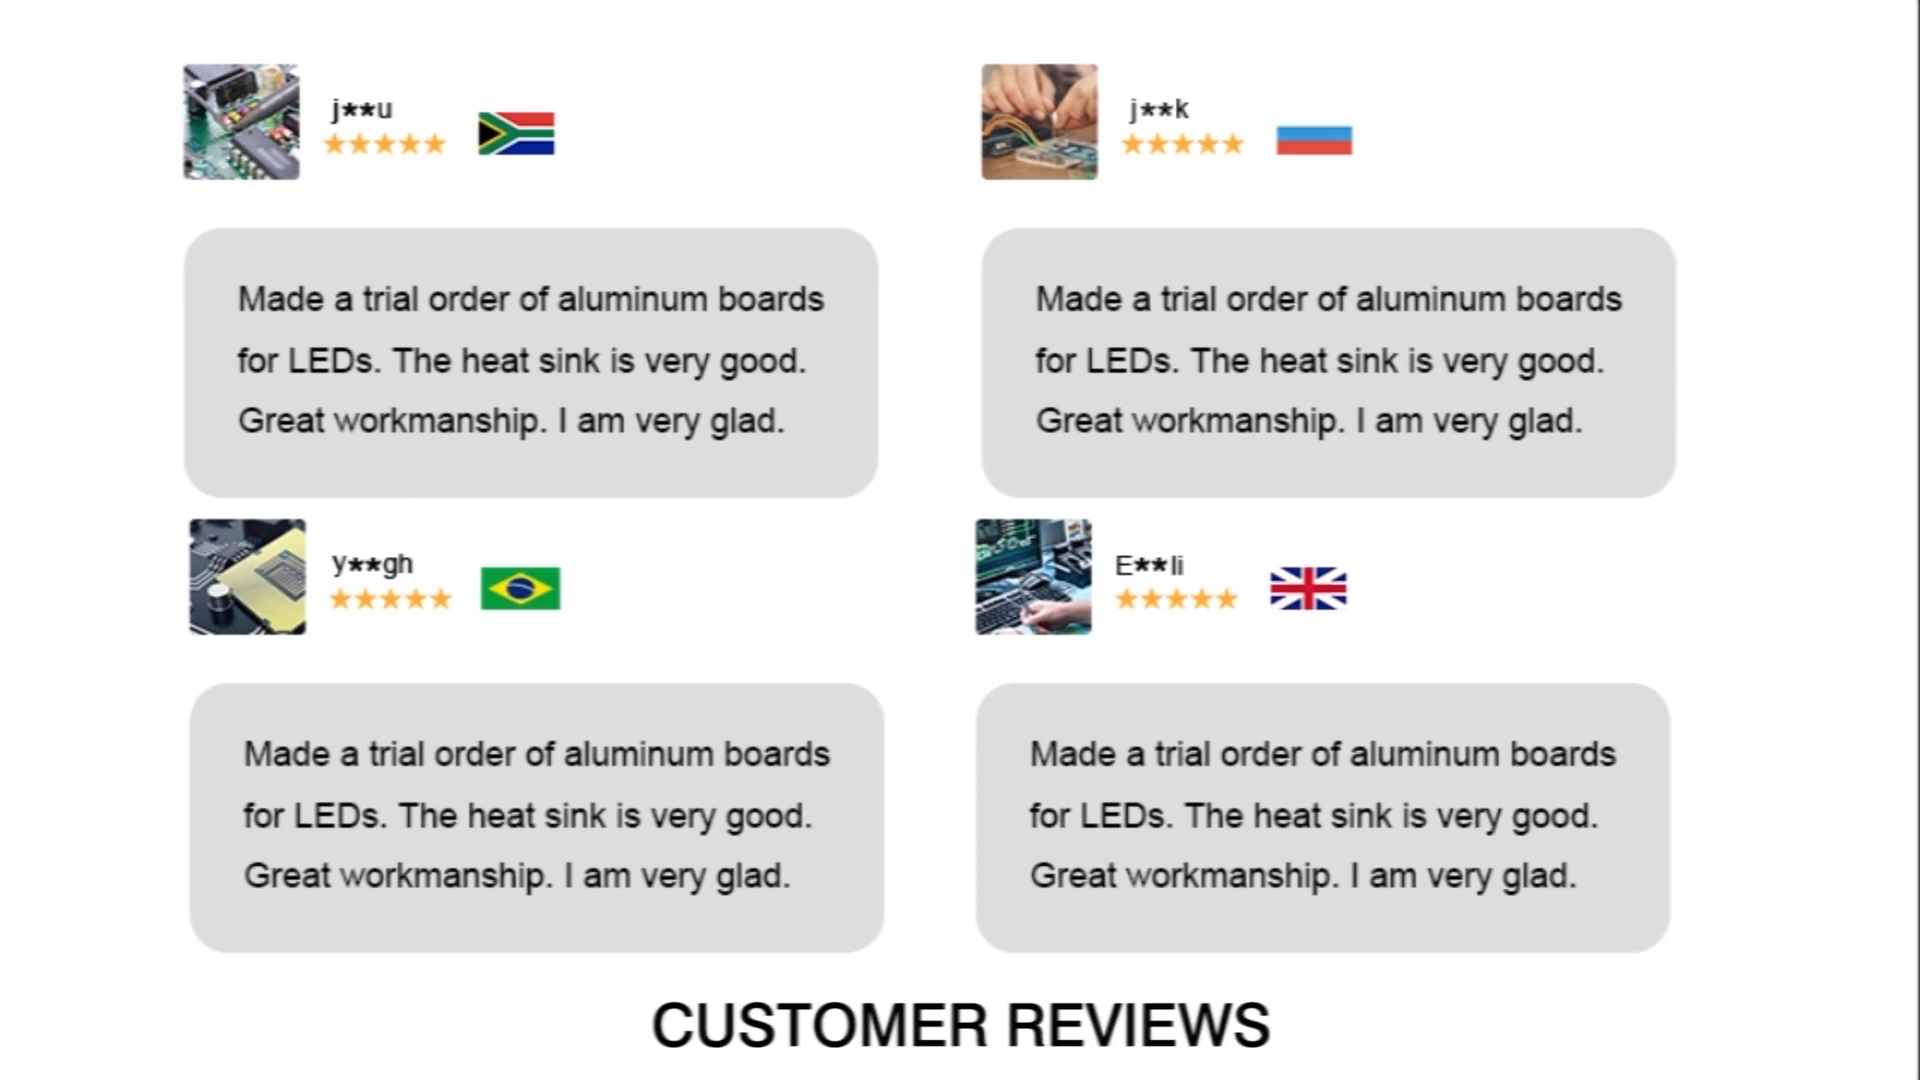 j**u
j**k
Made a trial order of aluminum boards
for LEDs. The heat sink is very good.
Great workmanship. I am very glad.
Made a trial order of aluminum boards
for LEDs. The heat sink is very good.
Great workmanship. I am very glad.
y**gh
E**li
Made a trial order of aluminum boards
for LEDs. The heat sink is very good.
Great workmanship. I am very glad.
Made a trial order of aluminum boards
for LEDs. The heat sink is very good.
Great workmanship. I am very glad.
CUSTOMER REVIEWS